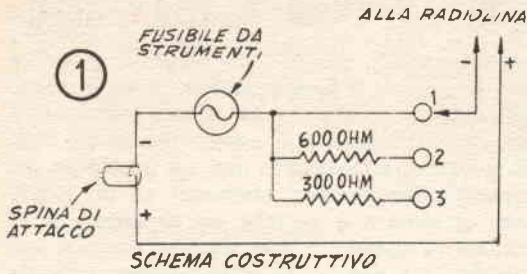 ALLA RADIOLINA
FUSIBILE DA
STRUMENTI
1
-
+
1
-
600 OHM
2
300 OHM
3
SPINA DI
ATTACCO
+
SCHEMA COSTRUTTIVO